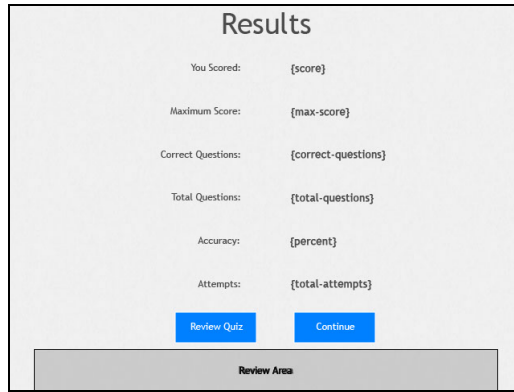 Results
You Scored: {score}
Maximum Score: {max-score}
Correct Questions: {correct-questions}
Total Questions: {total-questions}
Accuracy: {percent}
Attempts: {total-attempts}
Review Quiz Continue
Review Area